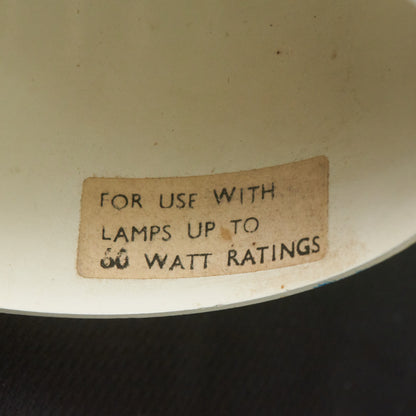 FOR USE WITH
LAMPS UP TO
60 WATT RATINGS